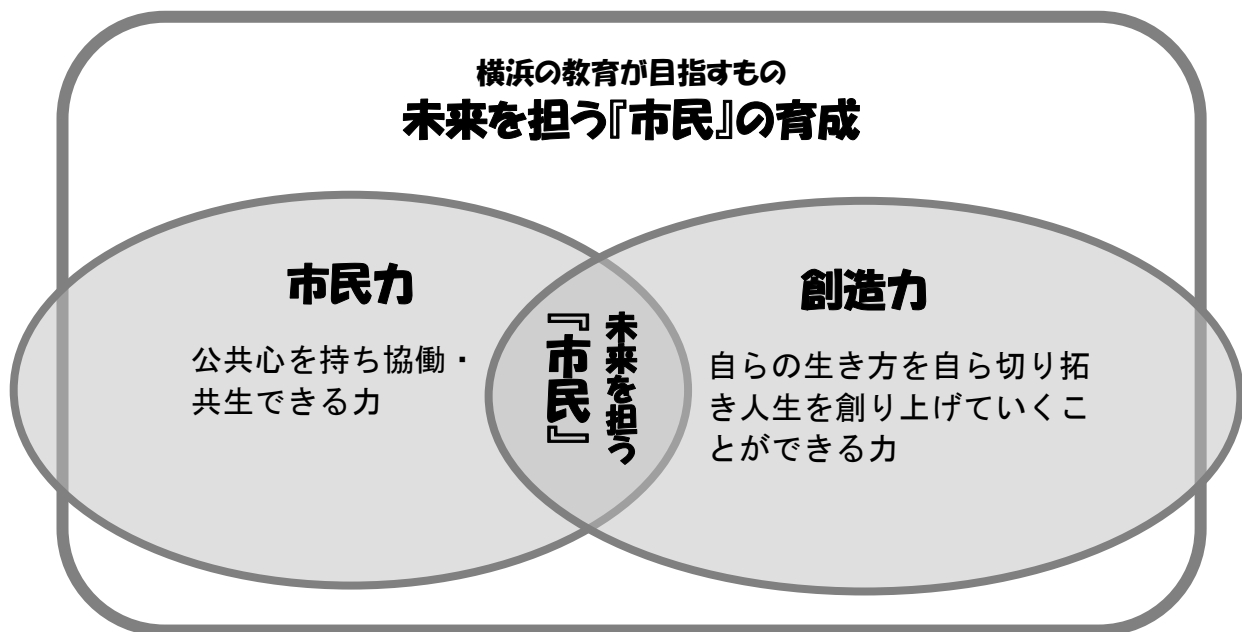 横浜の教育が目指すもの
未来を担う『市民』の育成
市民力
公共心を持ち協働・
共生できる力
未来を担う
『市民』
創造力
自らの生き方を自ら切り拓
き人生を創り上げていくこ
とができる力